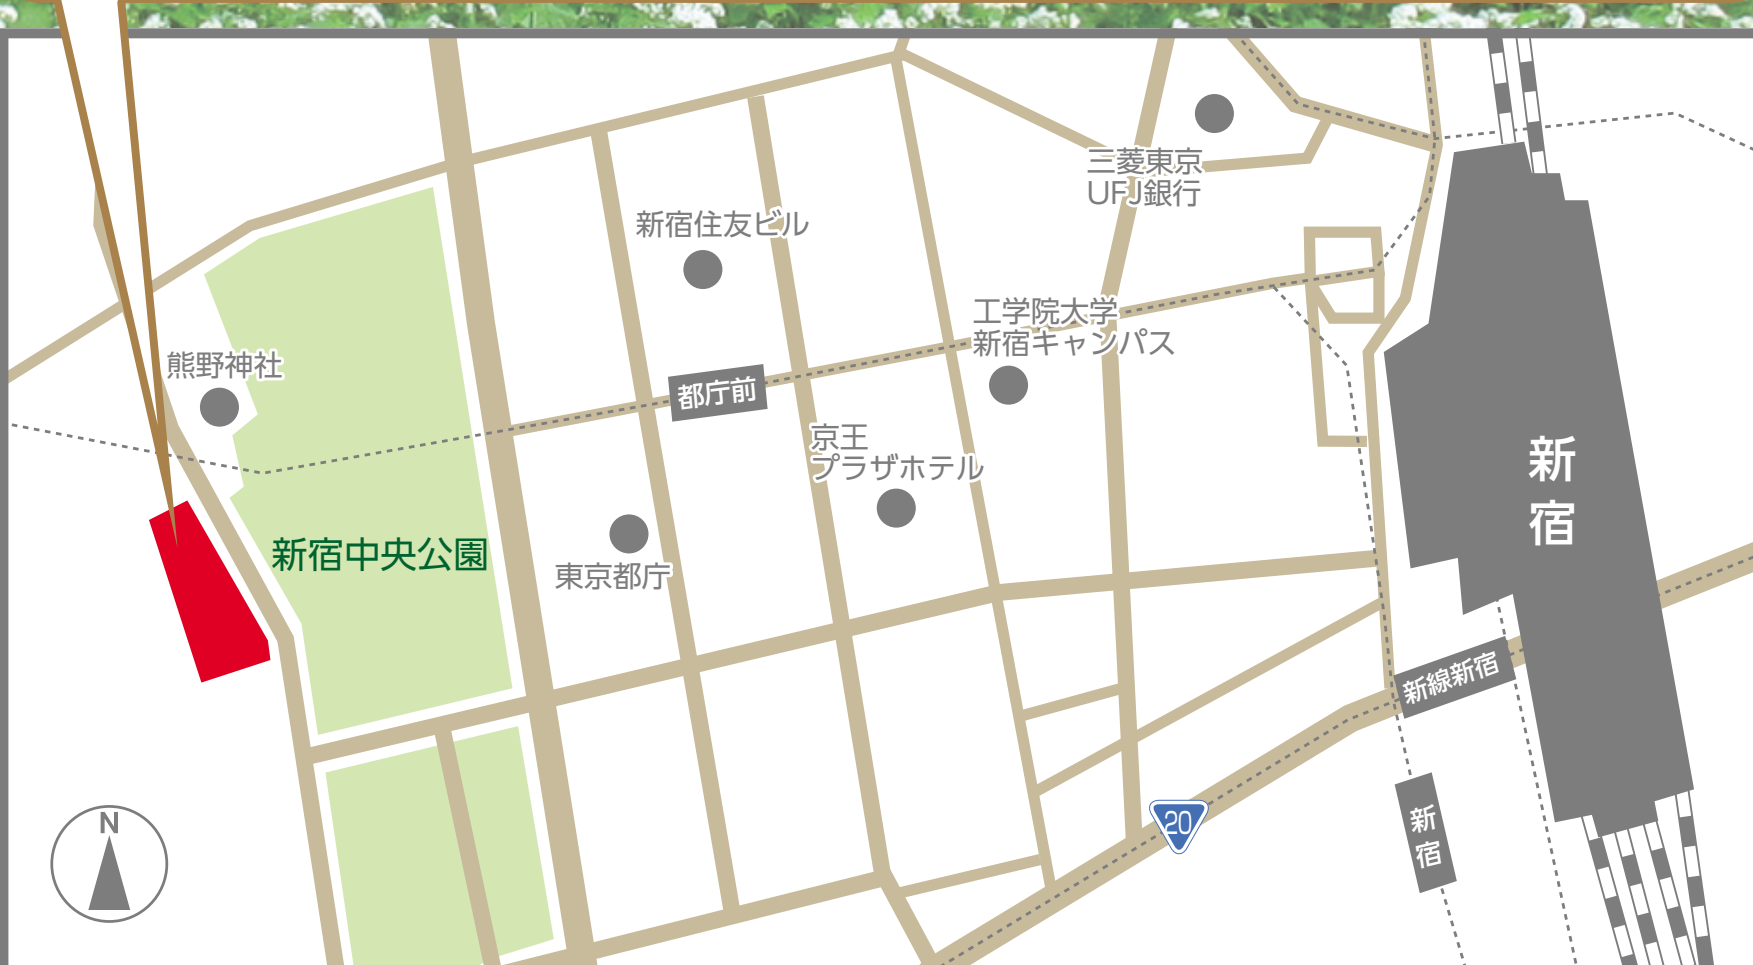 三菱東京
UFJ銀行
新宿住友ビル
工学院大学
新宿キャンパス
熊野神社
都庁前
京王
プラザホテル
新宿
新宿中央公園
東京都庁
新線新宿
20
新宿
N